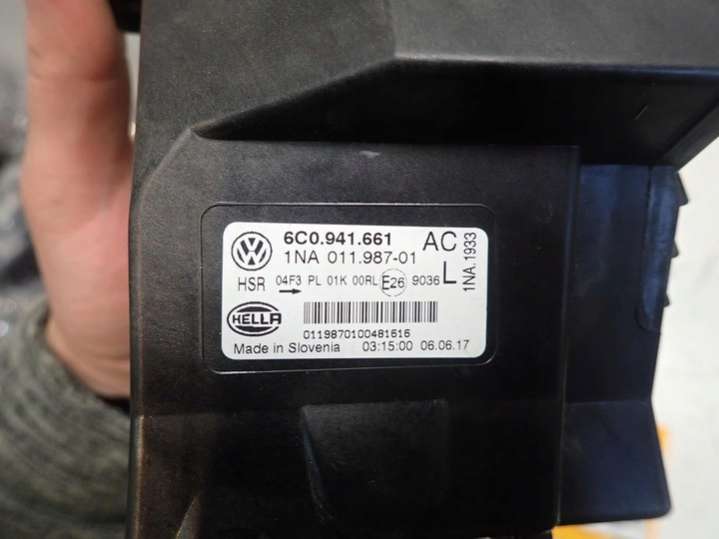 6C0.941.661 AC
1NA 011.987-01 L
1NA.1933
HSR 04F3 PL 01K 00RL E26 9036
HELLA
0119870100481616
Made in Slovenia 03:15:00 06.06.17